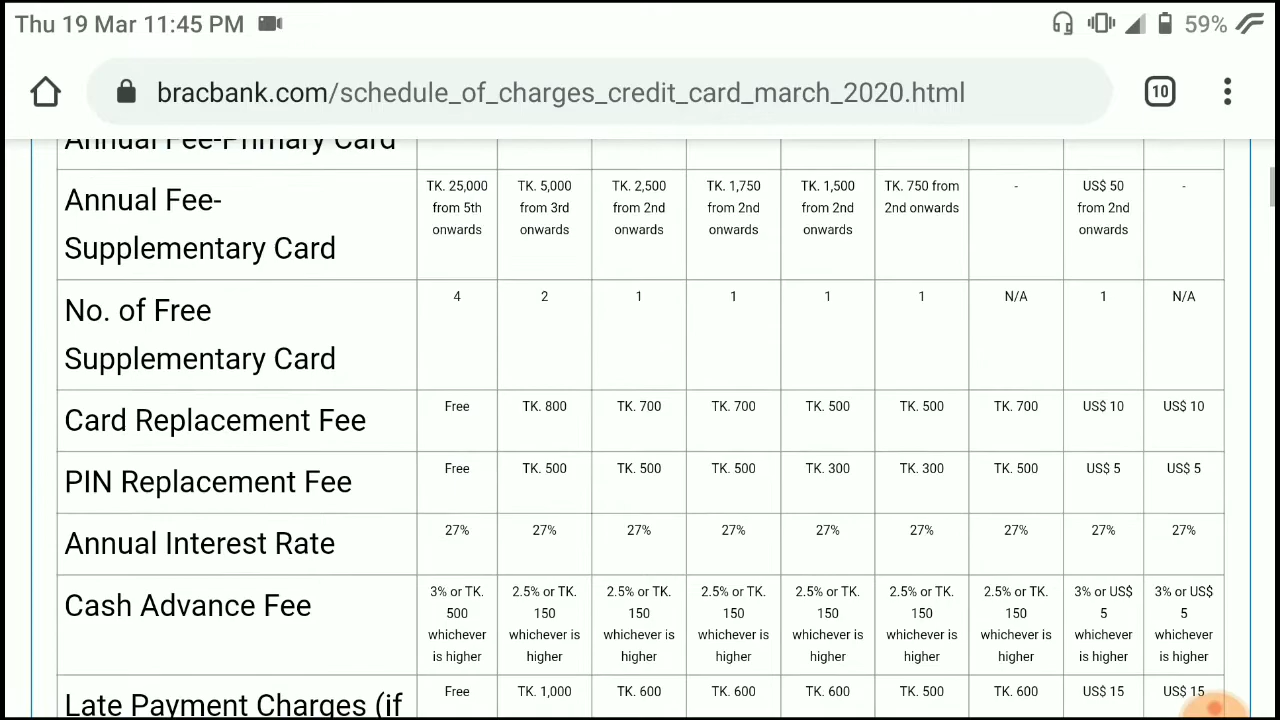 Thu 19 Mar 11:45 PM
59%
bracbank.com/schedule_of_charges_credit_card_march_2020.html
10
Annual Fee-Primary Card
Annual Fee-
Supplementary Card
TK. 25,000
from 5th
onwards
TK. 5,000
from 3rd
onwards
TK. 2,500
from 2nd
onwards
TK. 1,750
from 2nd
onwards
TK. 1,500
from 2nd
onwards
TK. 750 from
2nd onwards
-
US$ 50
from 2nd
onwards
-
No. of Free
Supplementary Card
4
2
1
1
1
1
N/A
1
N/A
Card Replacement Fee
Free
TK. 800
TK. 700
TK. 700
TK. 500
TK. 500
TK. 700
US$ 10
US$ 10
PIN Replacement Fee
Free
TK. 500
TK. 500
TK. 500
TK. 300
TK. 300
TK. 500
US$ 5
US$ 5
Annual Interest Rate
27%
27%
27%
27%
27%
27%
27%
27%
27%
Cash Advance Fee
3% or TK.
500
whichever
is higher
2.5% or TK.
150
whichever is
higher
2.5% or TK.
150
whichever is
higher
2.5% or TK.
150
whichever is
higher
2.5% or TK.
150
whichever is
higher
2.5% or TK.
150
whichever is
higher
2.5% or TK.
150
whichever is
higher
3% or US$
5
whichever
is higher
3% or US$
5
whichever
is higher
Late Payment Charges (if
Free
TK. 1,000
TK. 600
TK. 600
TK. 600
TK. 500
TK. 600
US$ 15
US$ 15